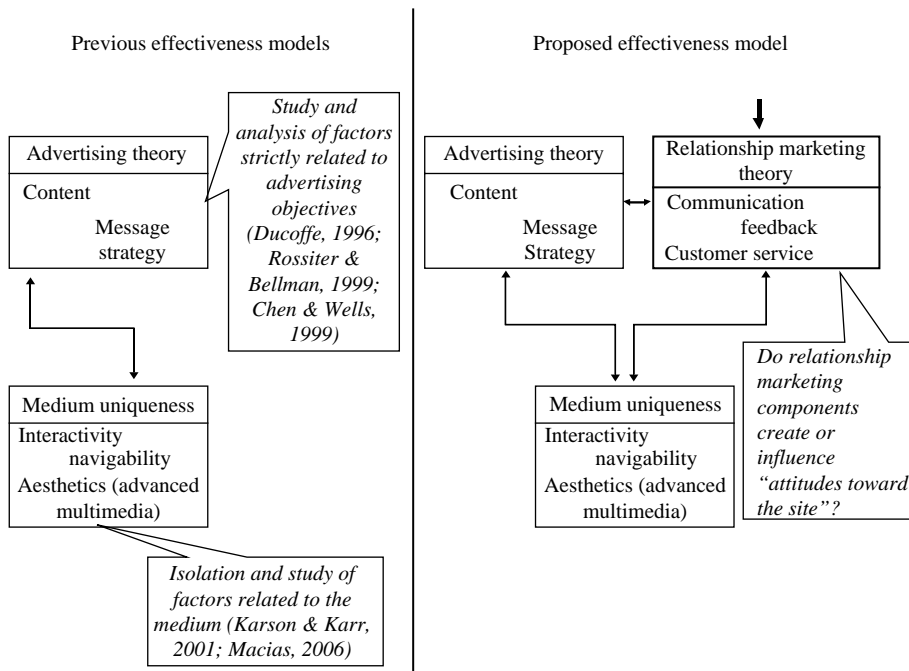 Previous effectiveness models
Advertising theory
Content
Message
strategy
Study and
analysis of factors
strictly related to
advertising
objectives
(Ducoffe, 1996;
Rossiter &
Bellman, 1999;
Chen & Wells,
1999)
Medium uniqueness
Interactivity
navigability
Aesthetics (advanced
multimedia)
Isolation and study of
factors related to the
medium (Karson & Karr,
2001; Macias, 2006)
Proposed effectiveness model
Advertising theory
Content
Message
Strategy
Relationship marketing
theory
Communication
feedback
Customer service
Medium uniqueness
Interactivity
navigability
Aesthetics (advanced
multimedia)
Do relationship
marketing
components
create or
influence
“attitudes toward
the site”?